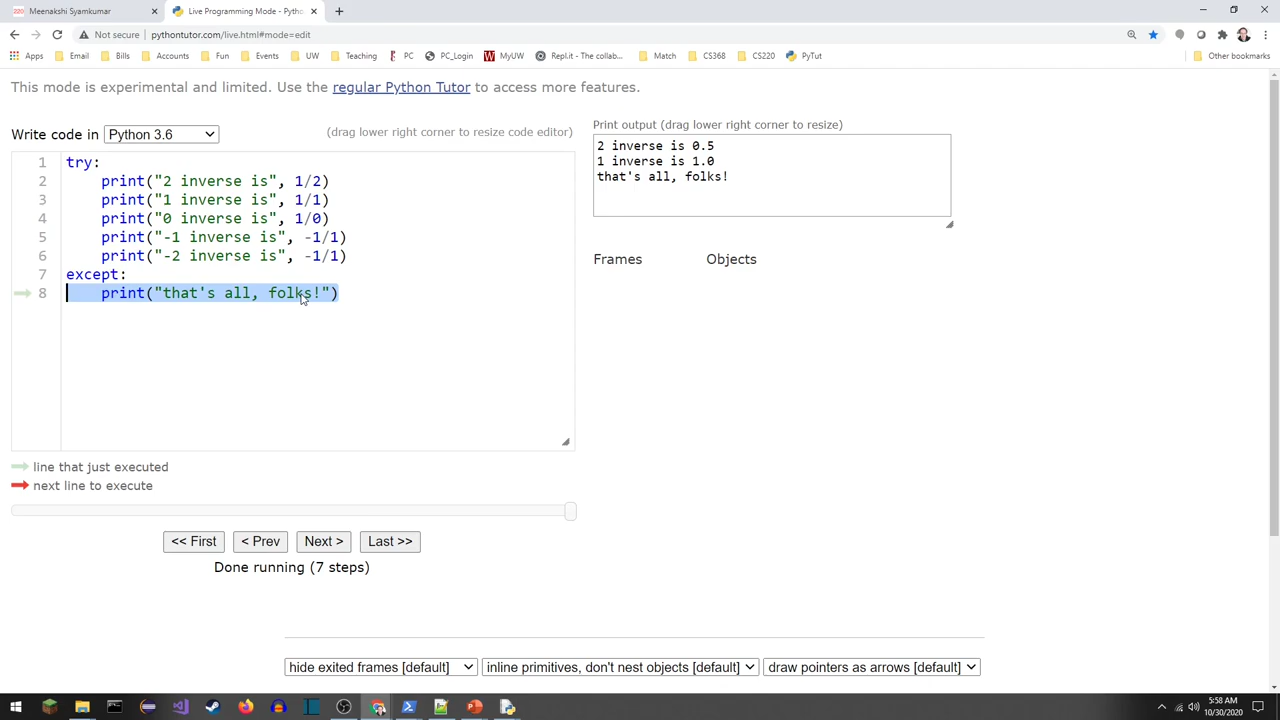 220 Meenakshi Syamkumar
Live Programming Mode - Pytho
Not secure pythontutor.com/live.html#mode=edit
Apps Email Bills Accounts Fun Events UW Teaching PC PC_Login MyUW Repl.it - The collab... Match CS368 CS220 PyTut Other bookmarks
This mode is experimental and limited. Use the regular Python Tutor to access more features.
Write code in Python 3.6
(drag lower right corner to resize code editor)
1 try:
2 print("2 inverse is", 1/2)
3 print("1 inverse is", 1/1)
4 print("0 inverse is", 1/0)
5 print("-1 inverse is", -1/1)
6 print("-2 inverse is", -1/1)
7 except:
8 print("that's all, folks!")
line that just executed
next line to execute
<< First < Prev Next > Last >>
Done running (7 steps)
Print output (drag lower right corner to resize)
2 inverse is 0.5
1 inverse is 1.0
that's all, folks!
Frames Objects
hide exited frames [default] inline primitives, don't nest objects [default] draw pointers as arrows [default]
5:58 AM
10/30/2020